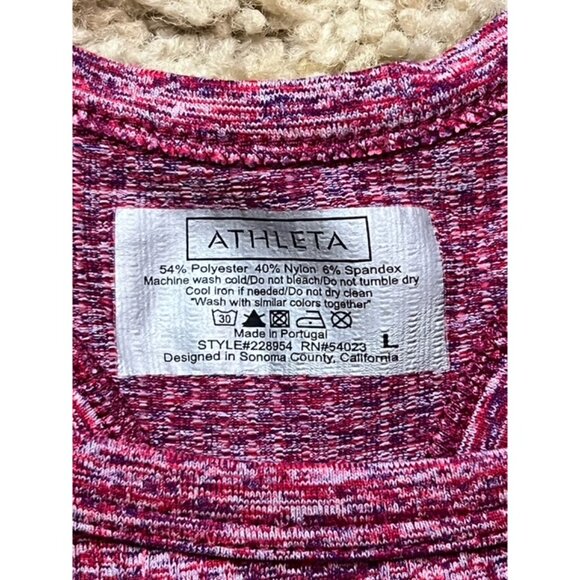 ATHLETA
54% Polyester 40% Nylon 6% Spandex
Machine wash cold/Do not bleach/Do not tumble dry
Cool iron if needed/Do not dry clean
"Wash with similar colors together"
30
Made in Portugal
STYLE#228954 RN#54023 L
Designed in Sonoma County, California